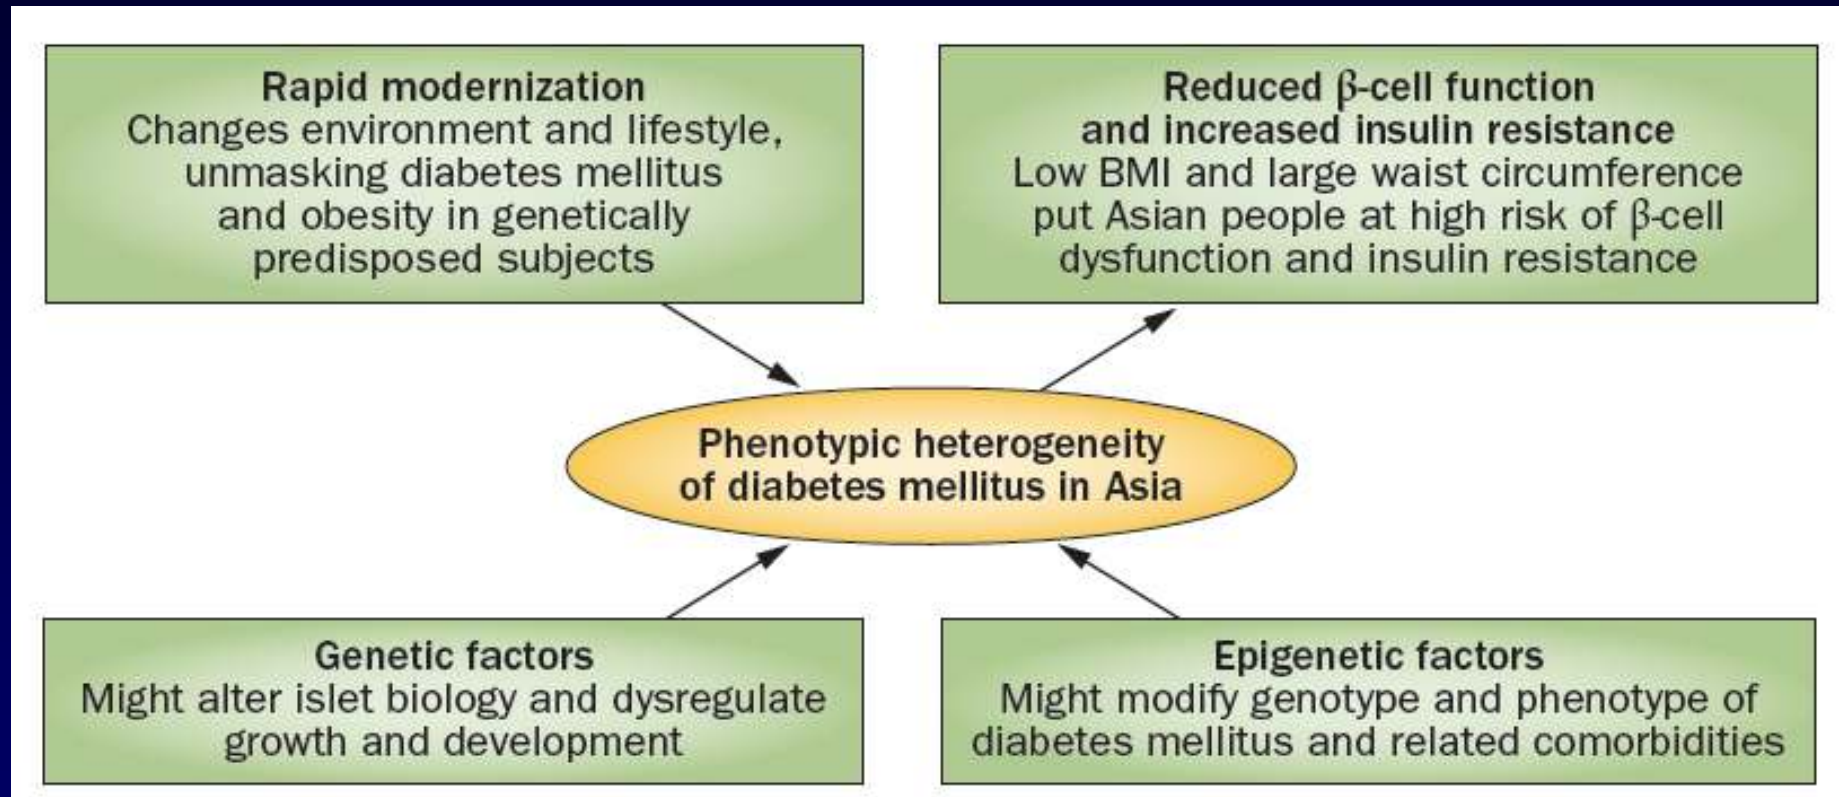 Rapid modernization
Changes environment and lifestyle,
unmasking diabetes mellitus
and obesity in genetically
predisposed subjects
Reduced β-cell function
and increased insulin resistance
Low BMI and large waist circumference
put Asian people at high risk of β-cell
dysfunction and insulin resistance
Phenotypic heterogeneity
of diabetes mellitus in Asia
Genetic factors
Might alter islet biology and dysregulate
growth and development
Epigenetic factors
Might modify genotype and phenotype of
diabetes mellitus and related comorbidities